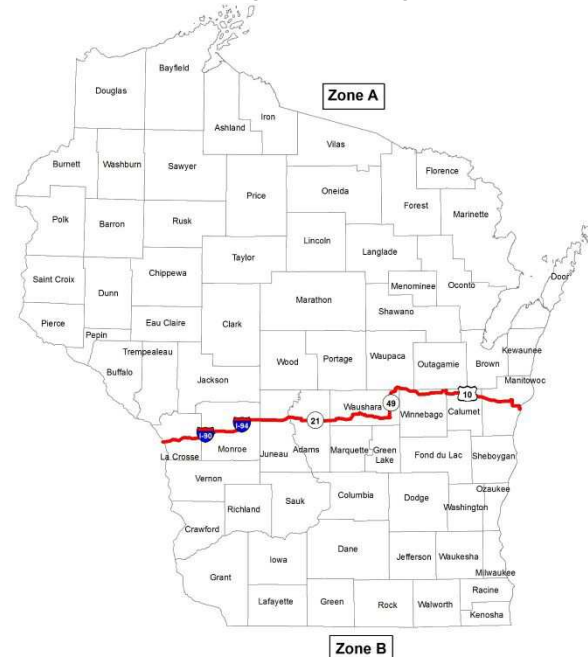 Bayfield
Douglas
Zone A
Iron
Ashland
Vilas
Florence
Burnett
Washburn
Sawyer
Price
Oneida
Forest
Marinette
Polk
Barron
Rusk
Lincoln
Langlade
Taylor
Door
Chippewa
Menominee
Oconto
Saint Croix
Dunn
Marathon
Shawano
Pierce
Eau Claire
Clark
Pepin
Kewaunee
Trempealeau
Wood
Portage
Waupaca
Outagamie
Brown
Buffalo
Jackson
Manitowoc
10
49
Waushara
Winnebago
Calumet
21
I-94
I-90
La Crosse
Monroe
Juneau
Adams
Marquette
Green
Lake
Fond du Lac
Sheboygan
Vernon
Columbia
Dodge
Ozaukee
Richland
Sauk
Washington
Crawford
Dane
Iowa
Jefferson
Waukesha
Milwaukee
Grant
Racine
Lafayette
Green
Rock
Walworth
Kenosha
Zone B